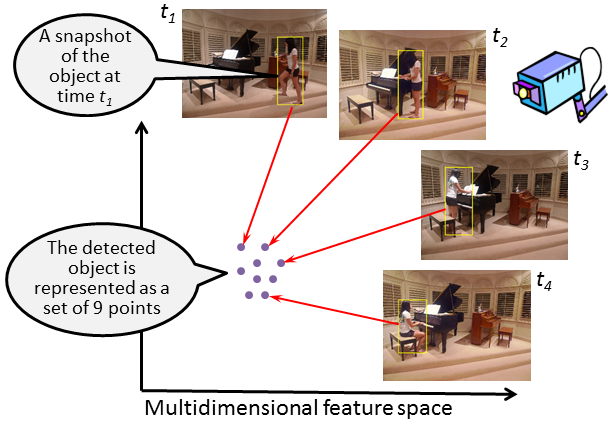 t1
A snapshot
of the
object at
time t1
t2
t3
The detected
object is
represented as a
set of 9 points
t4
Multidimensional feature space